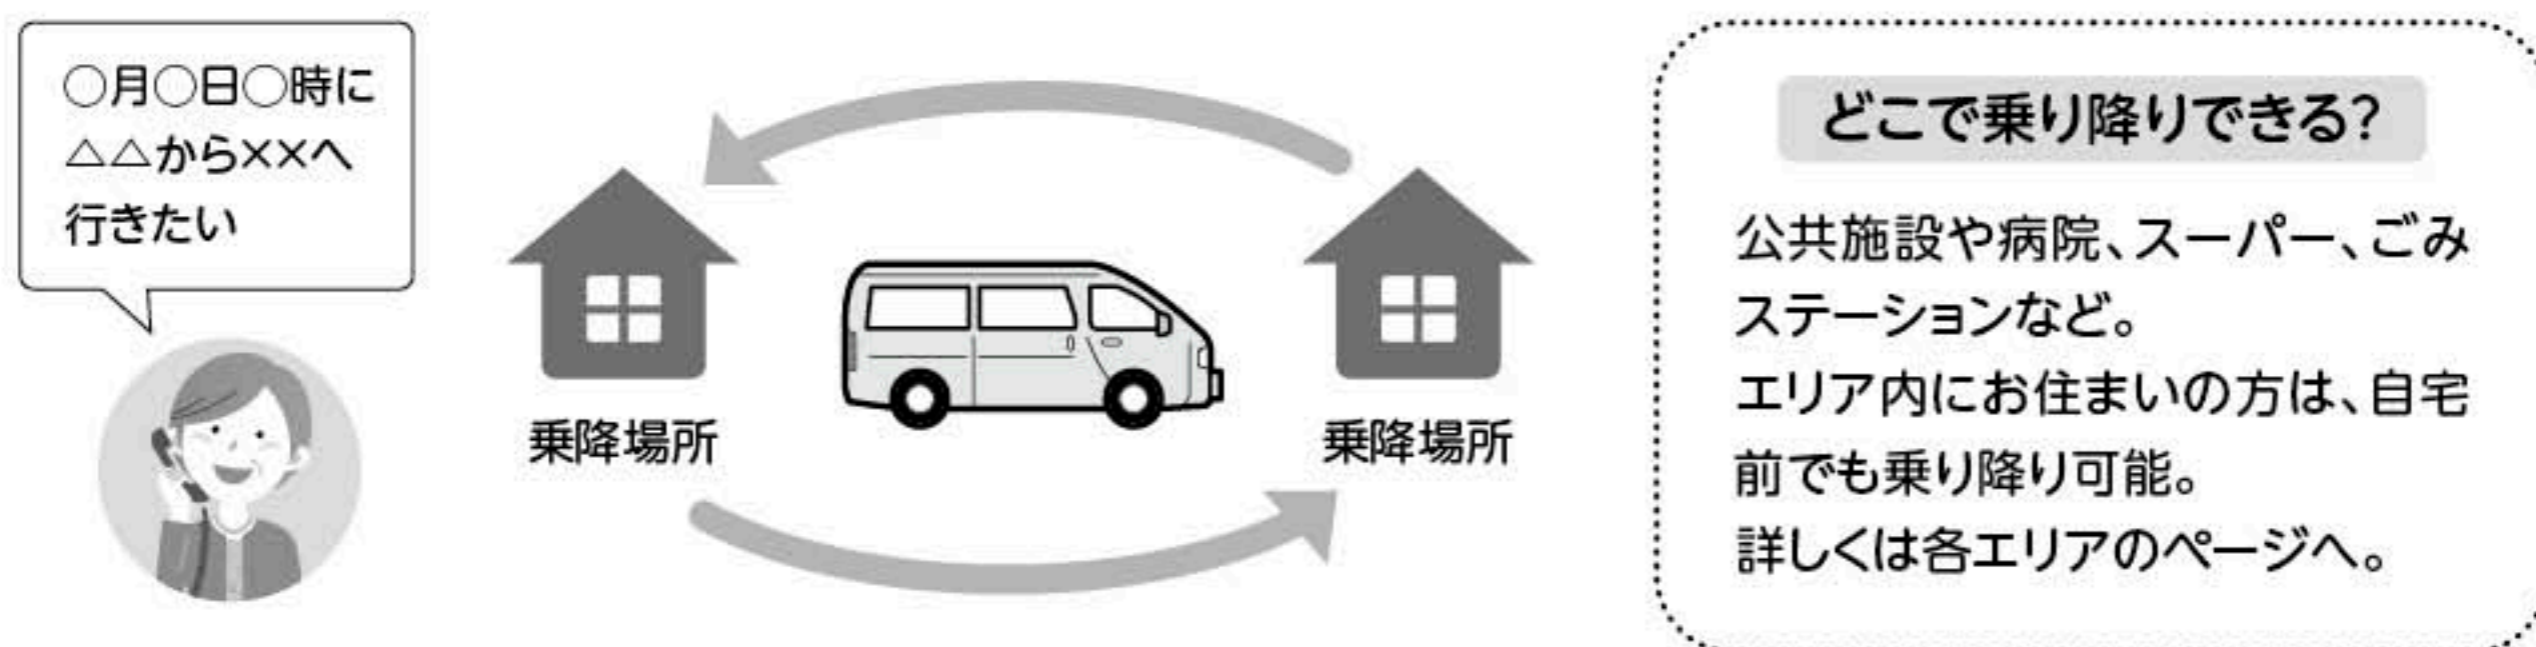 ○月○日○時に
△△から××へ
行きたい
乗降場所
乗降場所
どこで乗り降りできる?
公共施設や病院、スーパー、ごみ
ステーションなど。
エリア内にお住まいの方は、自宅
前でも乗り降り可能。
詳しくは各エリアのページへ。